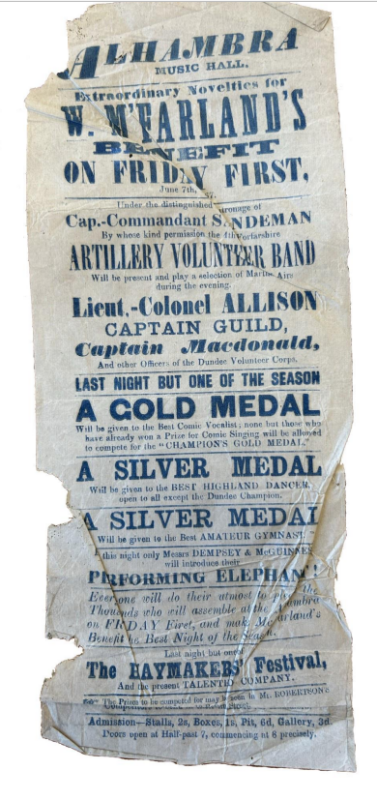 ALHAMBRA
MUSIC HALL.
Extraordinary Novelties for
W. M'FARLAND'S
BENEFIT
ON FRIDAY FIRST,
June 7th,
Under the distinguished
Cap.-Commandant S NDEMAN
By whose kind permission the
ARTILLERY VOLUNTEER BAND
Will be present and play a selection of Martial Airs
during the evening.
Lieut.-Colonel ALLISON
CAPTAIN GUILD,
Captain Macdonald,
And other Officers of the Dundee Volunteer Corps.
LAST NIGHT BUT ONE OF THE SEASON
A GOLD MEDAL
Will be given to the Best Comic Vocalist; none but those who
have already won a Prize for Comic Singing will be allowed
to compete for the "CHAMPION'S GOLD MEDAL."
A SILVER MEDAL
Will be given to the BEST HIGHLAND DANCER,
open to all except the Dundee Champion.
A SILVER MEDAL
Will be given to the Best AMATEUR GYMNAST.
this night only Messrs DEMPSEY & McGUINNE
will introduce their
PERFORMING ELEPHAN !
Everyone will do their utmost to the
Thousands who will assemble at the Alhambra
on FRIDAY First, and make McFarland's
Benefit the Best Night of the Season.
Last night but one of
The HAYMAKERS' Festival,
And the present TALENTED COMPANY.
The Prizes to be competed for may be seen in Mr. ROBERTSON'S
Admission—Stalls, 2s, Boxes, 1s, Pit, 6d, Gallery, 3d
Doors open at Half-past 7, commencing at 8 precisely.